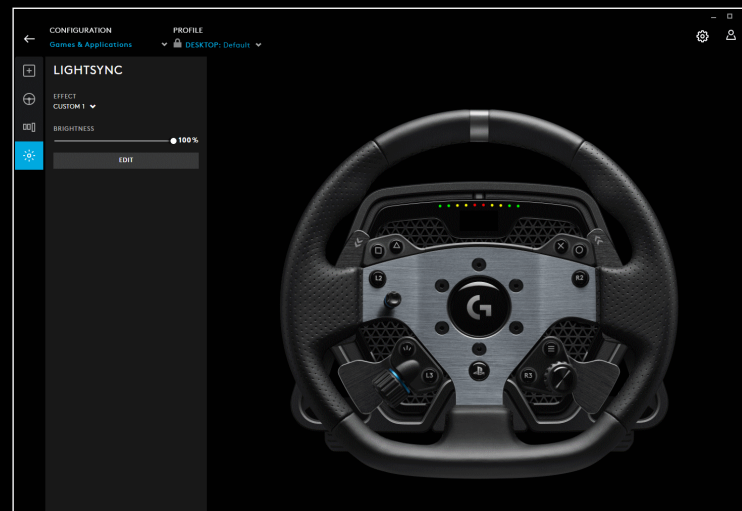 CONFIGURATION
Games & Applications
PROFILE
DESKTOP: Default
LIGHTSYNC
EFFECT
CUSTOM 1
BRIGHTNESS
100%
EDIT
L2
R2
G
L3
R3